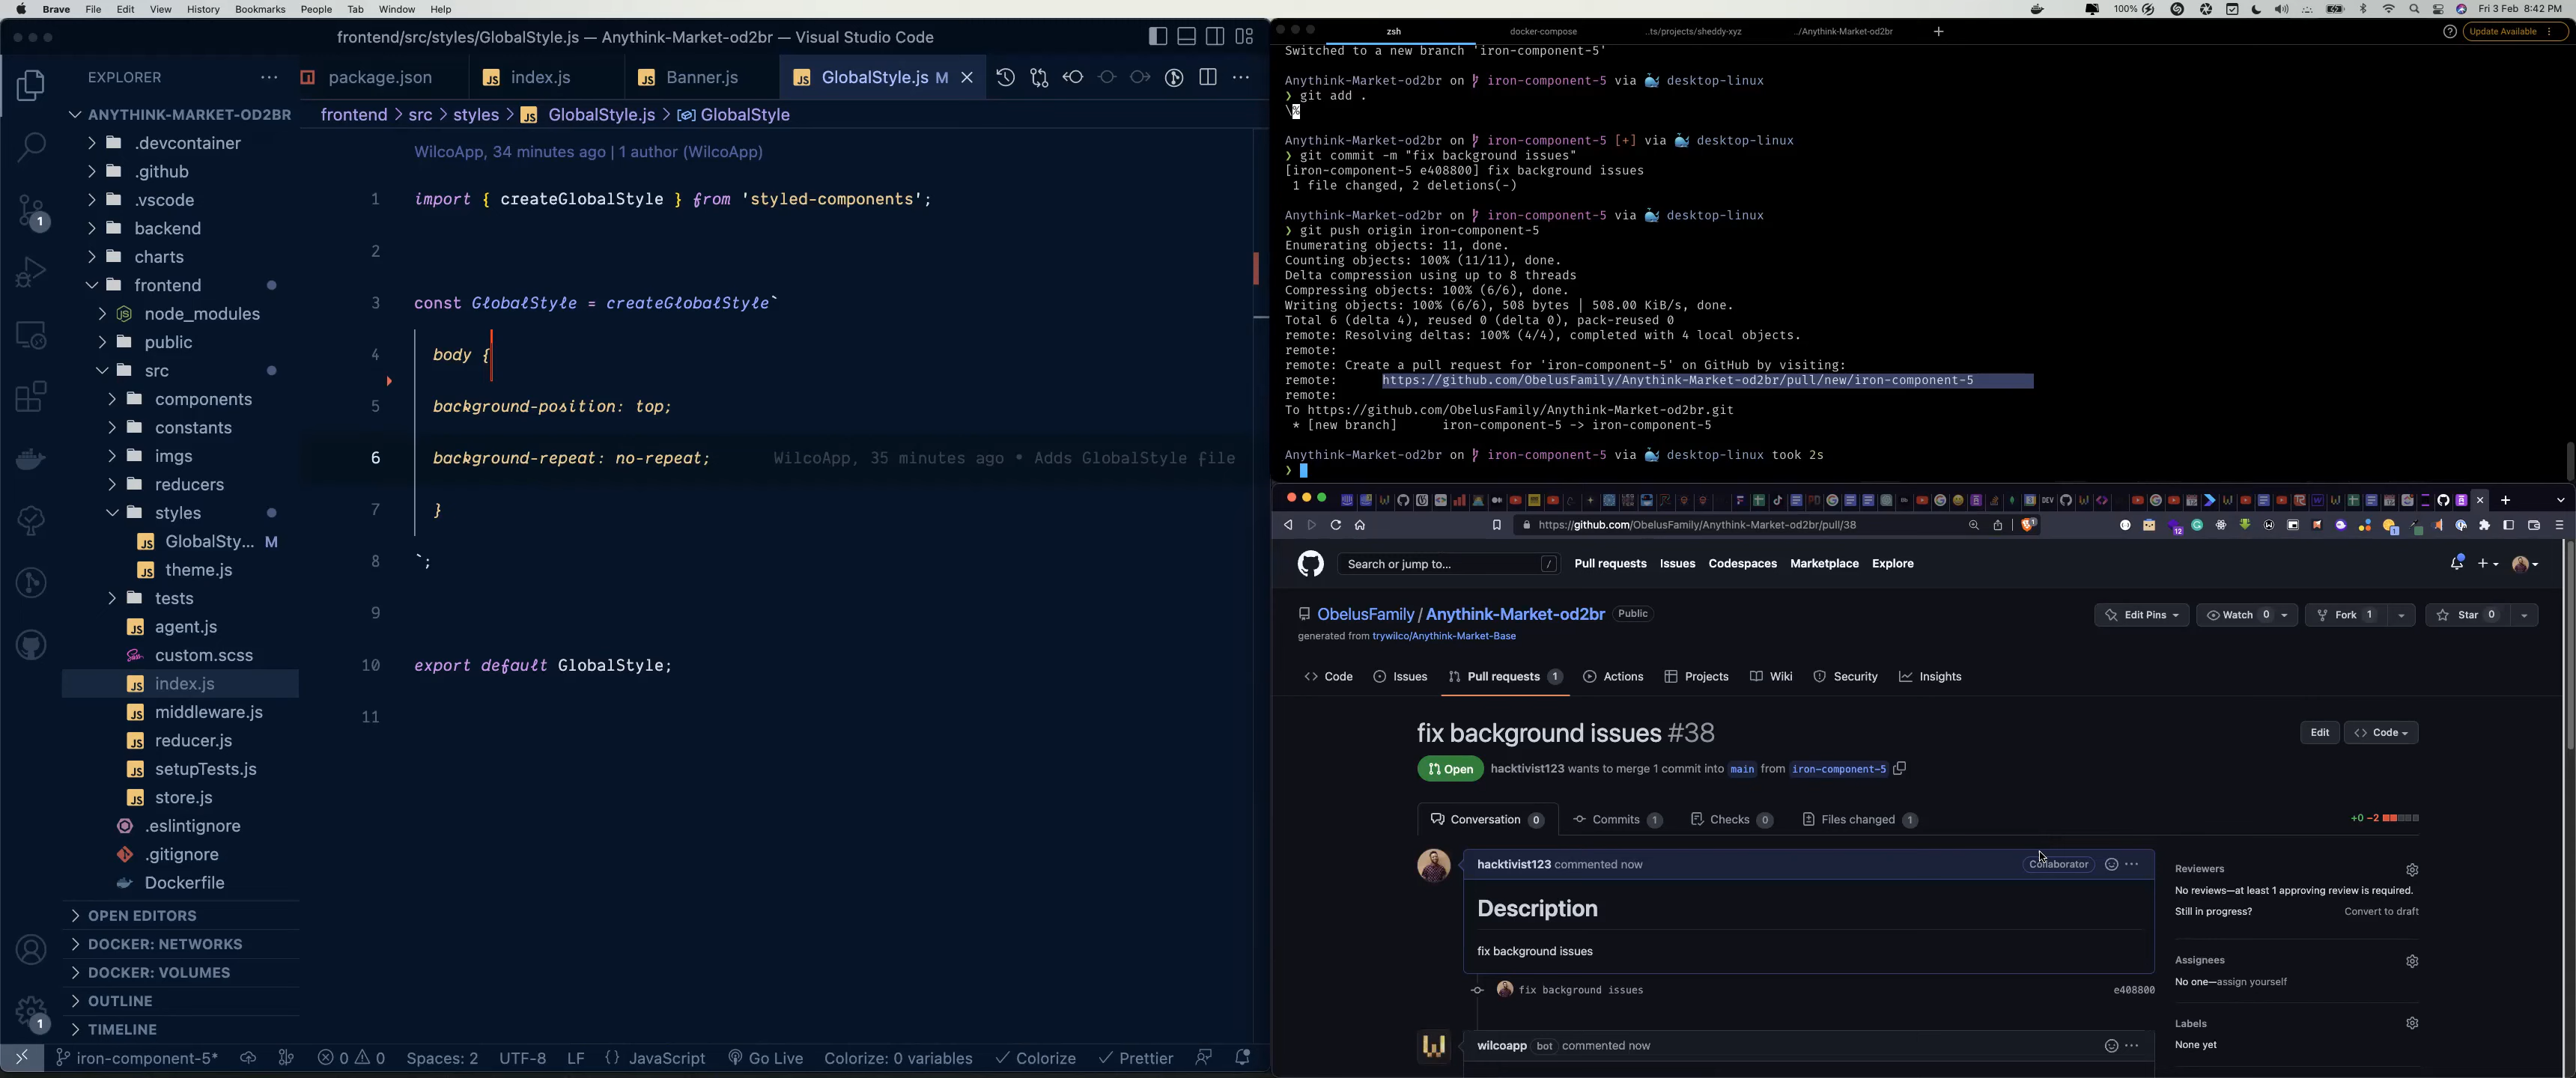 Brave File Edit View History Bookmarks People Tab Window Help
100% Fri 3 Feb 8:42 PM
frontend/src/styles/GlobalStyle.js — Anythink-Market-od2br — Visual Studio Code
EXPLORER
package.json index.js Banner.js GlobalStyle.js M
ANYTHINK-MARKET-OD2BR
frontend > src > styles > GlobalStyle.js > GlobalStyle
.devcontainer
.github
.vscode
backend
charts
frontend
node_modules
public
src
components
constants
imgs
reducers
styles
GlobalSty... M
theme.js
tests
agent.js
custom.scss
index.js
middleware.js
reducer.js
setupTests.js
store.js
.eslintignore
.gitignore
Dockerfile
OPEN EDITORS
DOCKER: NETWORKS
DOCKER: VOLUMES
OUTLINE
TIMELINE
1
1
WilcoApp, 34 minutes ago | 1 author (WilcoApp)
1 import { createGlobalStyle } from 'styled-components';
2
3 const GlobalStyle = createGlobalStyle`
4 body {
5 background-position: top;
6 background-repeat: no-repeat; WilcoApp, 35 minutes ago • Adds GlobalStyle file
7 }
8 `;
9
10 export default GlobalStyle;
11
iron-component-5* 0 0 Spaces: 2 UTF-8 LF {} JavaScript Go Live Colorize: 0 variables Colorize Prettier
zsh docker-compose ..ts/projects/sheddy-xyz ../Anythink-Market-od2br + Update Available
Switched to a new branch 'iron-component-5'
Anythink-Market-od2br on iron-component-5 via desktop-linux
❯ git add .
\%
Anythink-Market-od2br on iron-component-5 [+] via desktop-linux
❯ git commit -m "fix background issues"
[iron-component-5 e408800] fix background issues
1 file changed, 2 deletions(-)
Anythink-Market-od2br on iron-component-5 via desktop-linux
❯ git push origin iron-component-5
Enumerating objects: 11, done.
Counting objects: 100% (11/11), done.
Delta compression using up to 8 threads
Compressing objects: 100% (6/6), done.
Writing objects: 100% (6/6), 508 bytes | 508.00 KiB/s, done.
Total 6 (delta 4), reused 0 (delta 0), pack-reused 0
remote: Resolving deltas: 100% (4/4), completed with 4 local objects.
remote:
remote: Create a pull request for 'iron-component-5' on GitHub by visiting:
remote: https://github.com/ObelusFamily/Anythink-Market-od2br/pull/new/iron-component-5
remote:
To https://github.com/ObelusFamily/Anythink-Market-od2br.git
* [new branch] iron-component-5 -> iron-component-5
Anythink-Market-od2br on iron-component-5 via desktop-linux took 2s
❯
https://github.com/ObelusFamily/Anythink-Market-od2br/pull/38
Search or jump to... / Pull requests Issues Codespaces Marketplace Explore
ObelusFamily / Anythink-Market-od2br Public
Edit Pins Watch 0 Fork 1 Star 0
generated from trywilco/Anythink-Market-Base
Code Issues Pull requests 1 Actions Projects Wiki Security Insights
fix background issues #38
Edit Code
Open hacktivist123 wants to merge 1 commit into main from iron-component-5
Conversation 0 Commits 1 Checks 0 Files changed 1
+0 −2
hacktivist123 commented now Collaborator
Description
fix background issues
fix background issues e408800
wilcoapp bot commented now
Reviewers
No reviews—at least 1 approving review is required.
Still in progress? Convert to draft
Assignees
No one—assign yourself
Labels
None yet